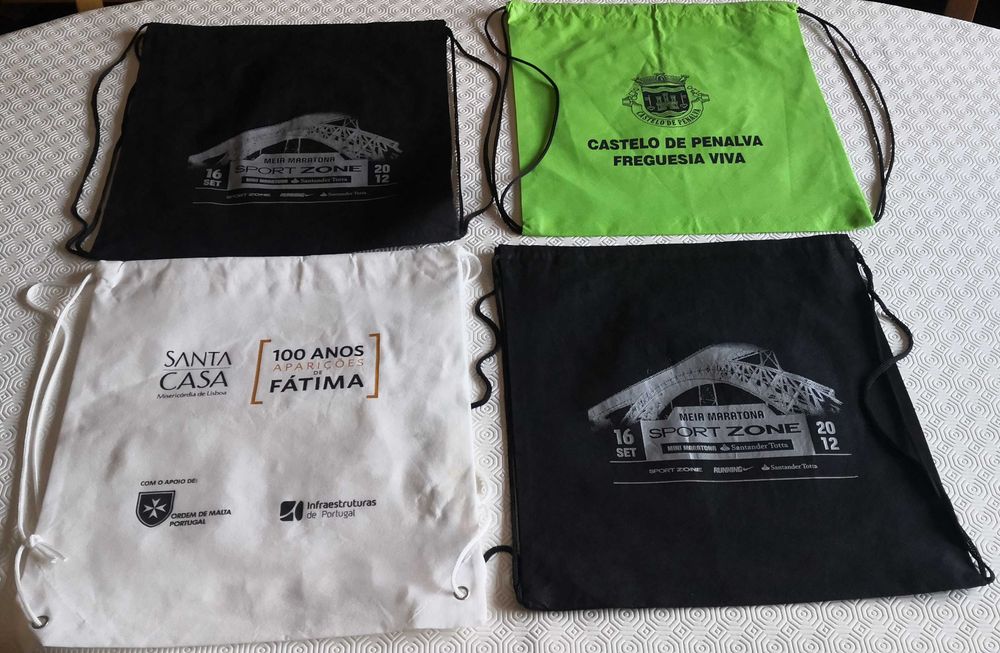 MEIA MARATONA
SPORT ZONE
MINI MARATONA Santander Totta
16
SET
20
12
SPORT ZONE RUNNING Santander Totta
CASTELO DE PENALVA
CASTELO DE PENALVA
FREGUESIA VIVA
SANTA
CASA
Misericórdia de Lisboa
100 ANOS
APARIÇÕES
DE
FÁTIMA
COM O APOIO DE:
ORDEM DE MALTA
PORTUGAL
Infraestruturas
de Portugal
MEIA MARATONA
SPORT ZONE
MINI MARATONA Santander Totta
16
SET
20
12
SPORT ZONE RUNNING Santander Totta